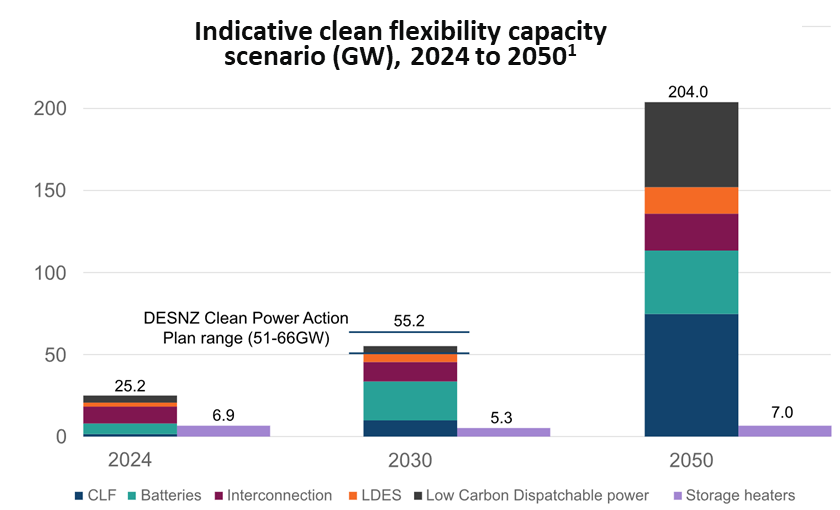 Indicative clean flexibility capacity
scenario (GW), 2024 to 2050¹
200
150
100
50
0
DESNZ Clean Power Action
Plan range (51-66GW)
25.2
6.9
55.2
5.3
204.0
7.0
2024
2030
2050
CLF
Batteries
Interconnection
LDES
Low Carbon Dispatchable power
Storage heaters